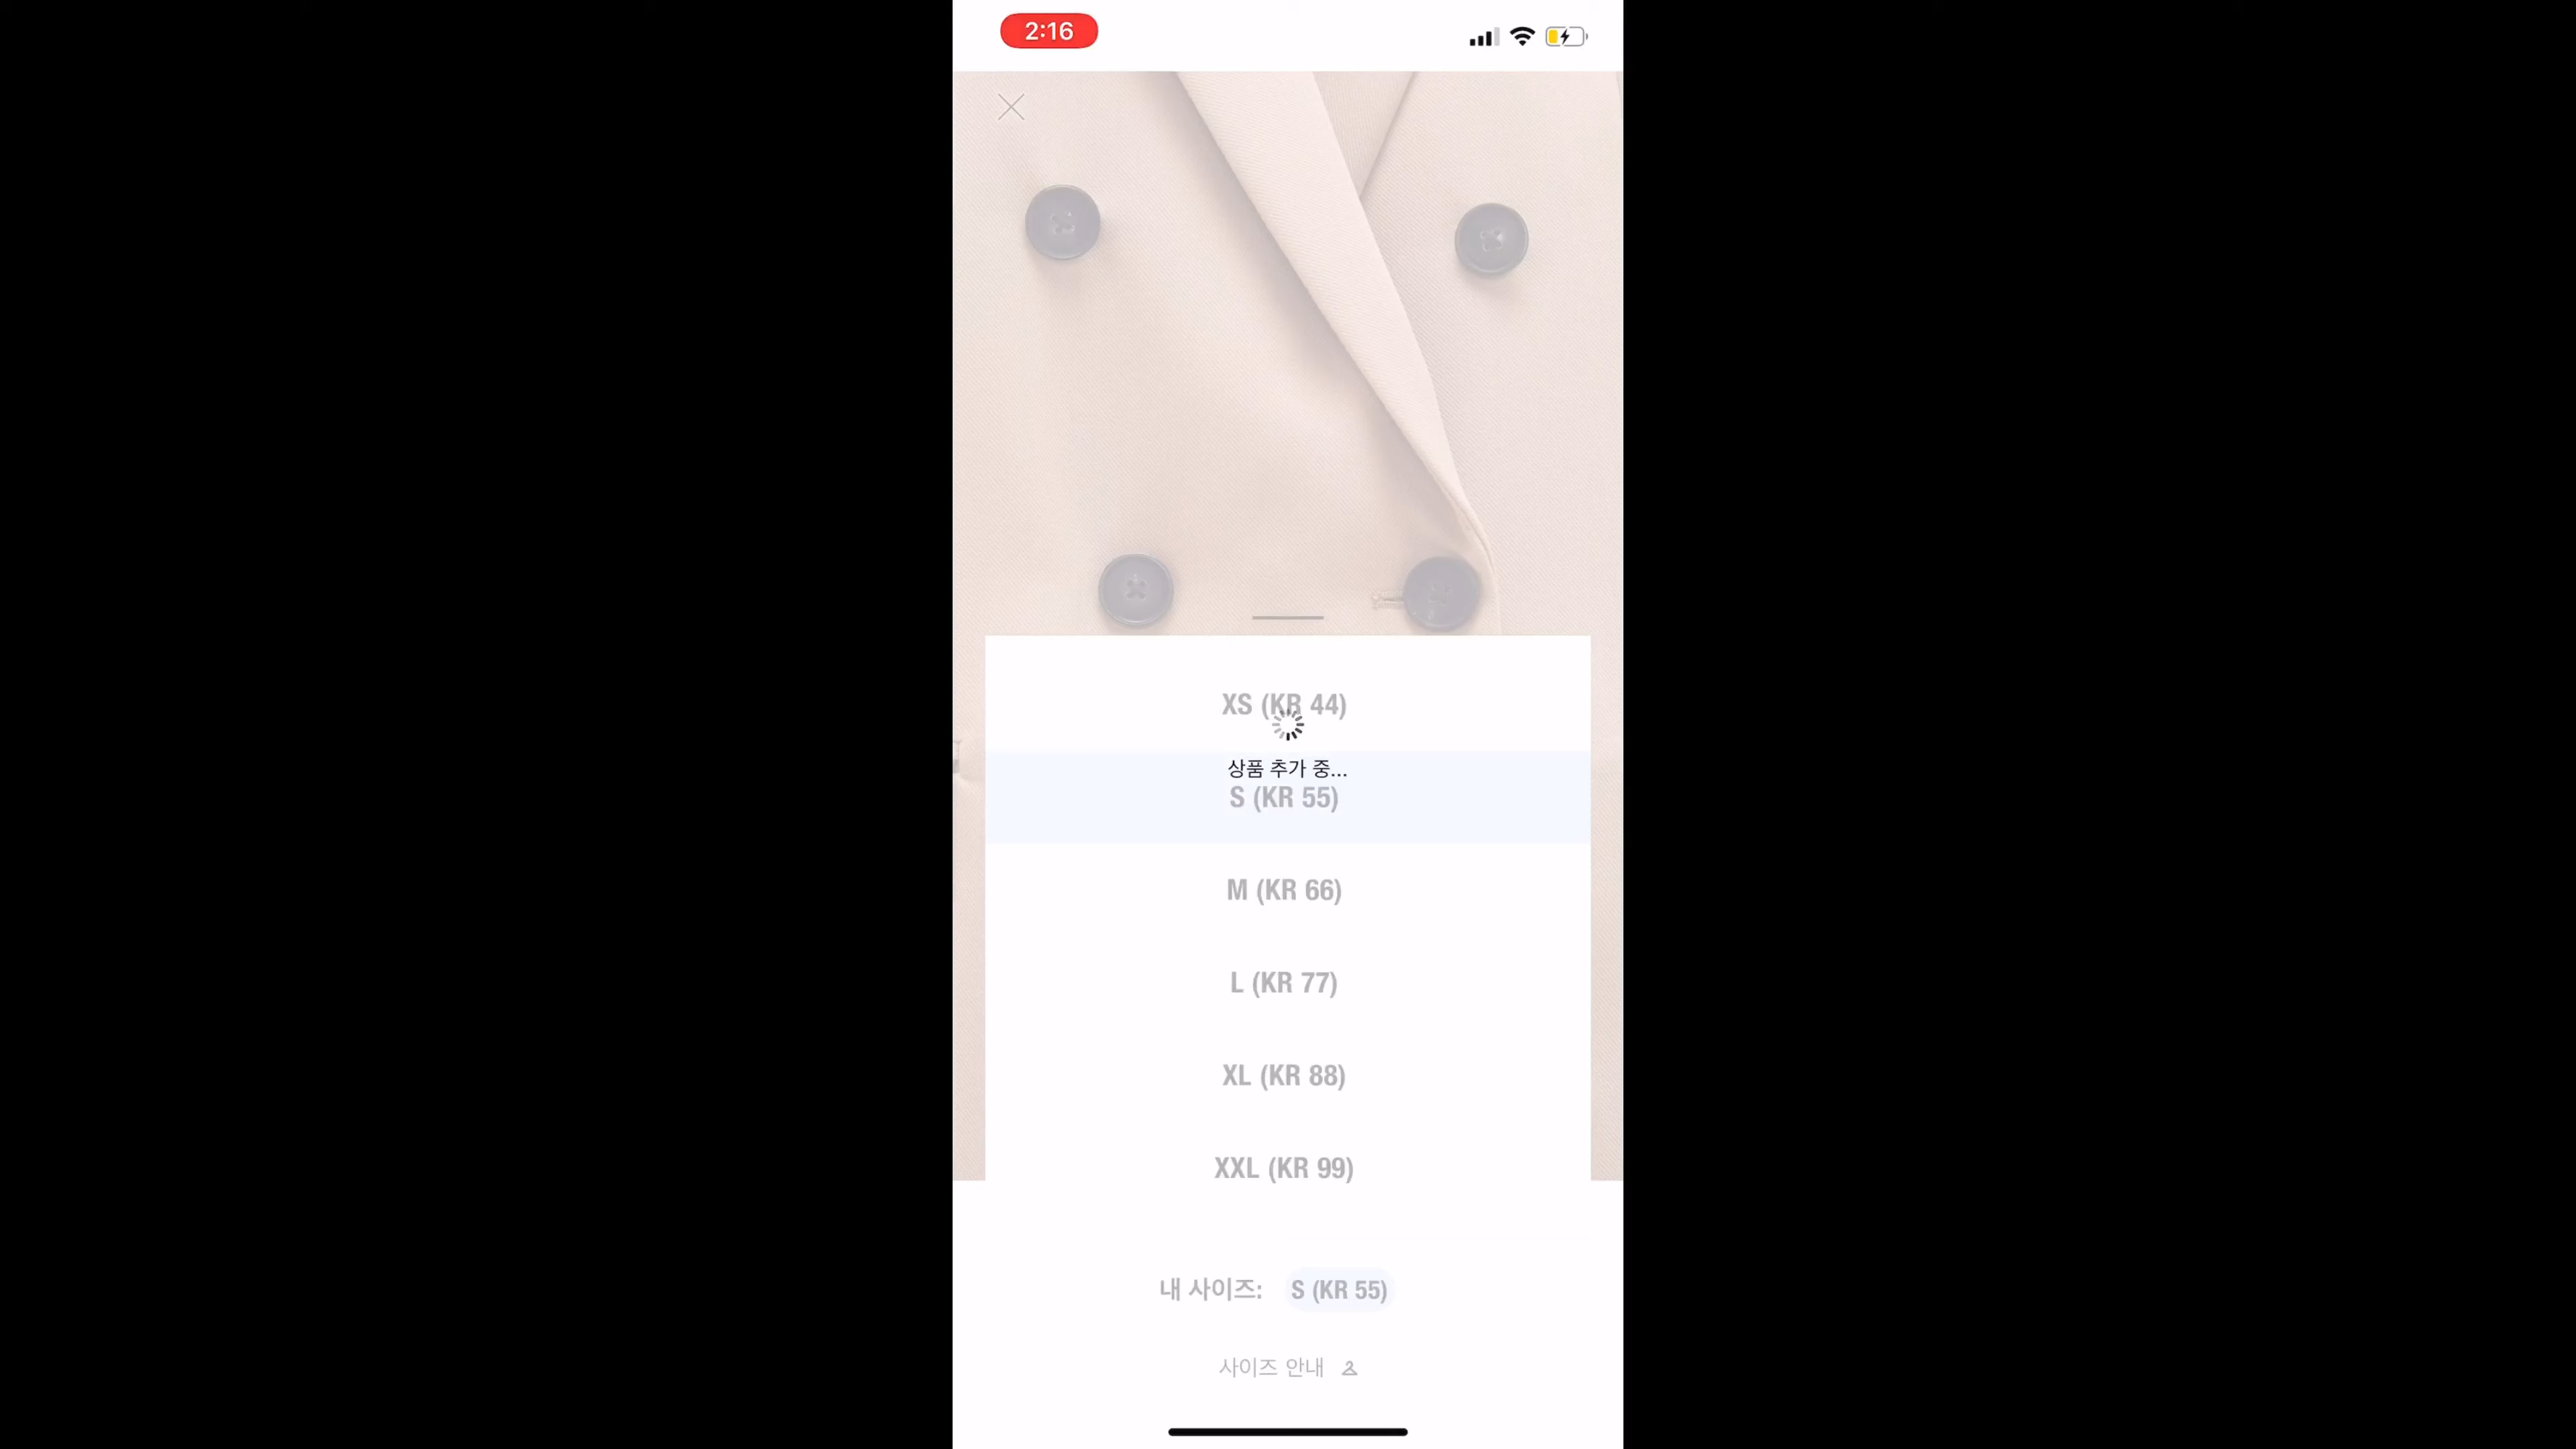 2:16
XS (KR 44)
상품 추가 중...
S (KR 55)
M (KR 66)
L (KR 77)
XL (KR 88)
XXL (KR 99)
내 사이즈: S (KR 55)
사이즈 안내